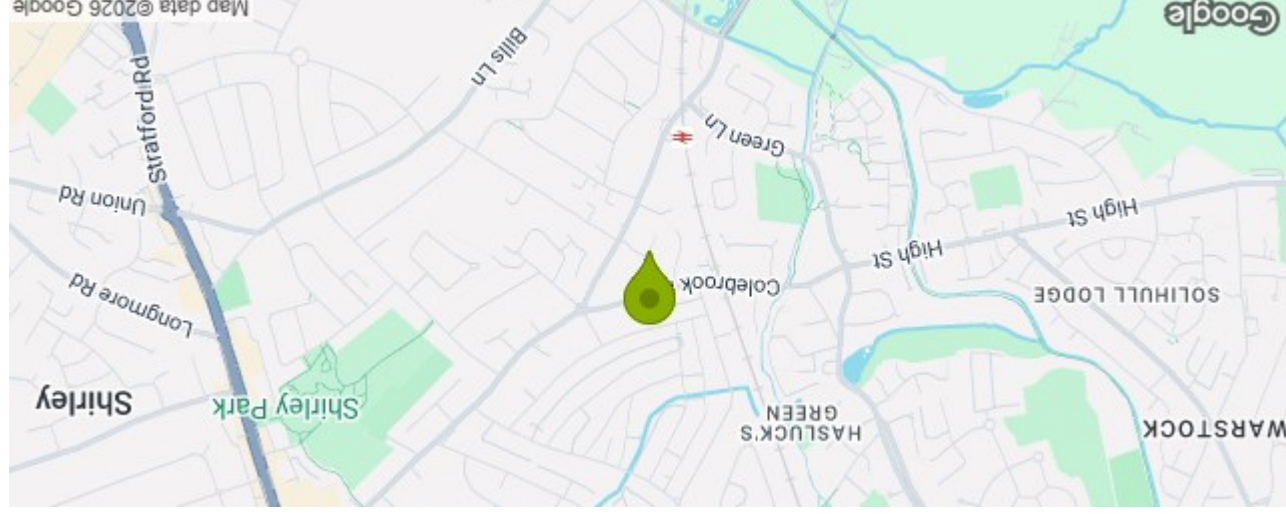 WARSTOCK
HASLUCK'S
GREEN
Shirley Park
Shirley
SOLIHULL LODGE
Longmore Rd
Colebrook
High St
High St
Union Rd
Green Ln
Stratford Rd
Bills Ln
Google
Map data ©2026 Google